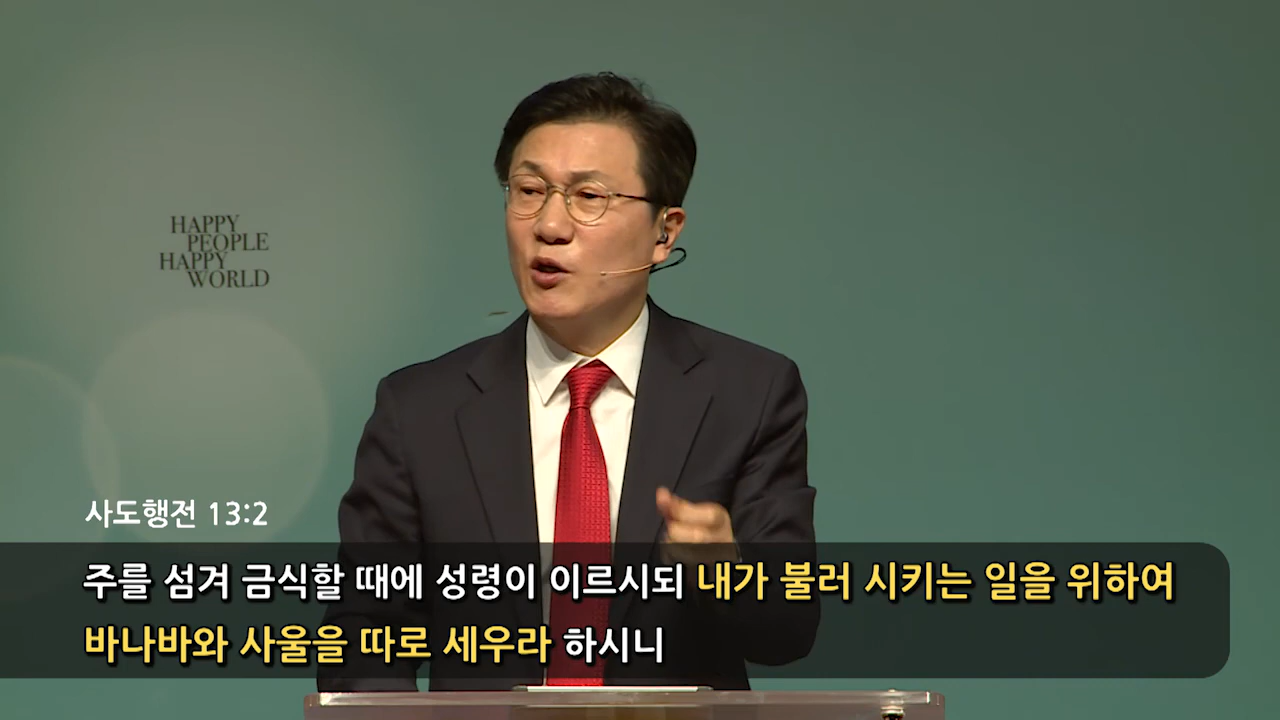 HAPPY
PEOPLE
HAPPY
WORLD
사도행전 13:2
주를 섬겨 금식할 때에 성령이 이르시되 내가 불러 시키는 일을 위하여
바나바와 사울을 따로 세우라 하시니